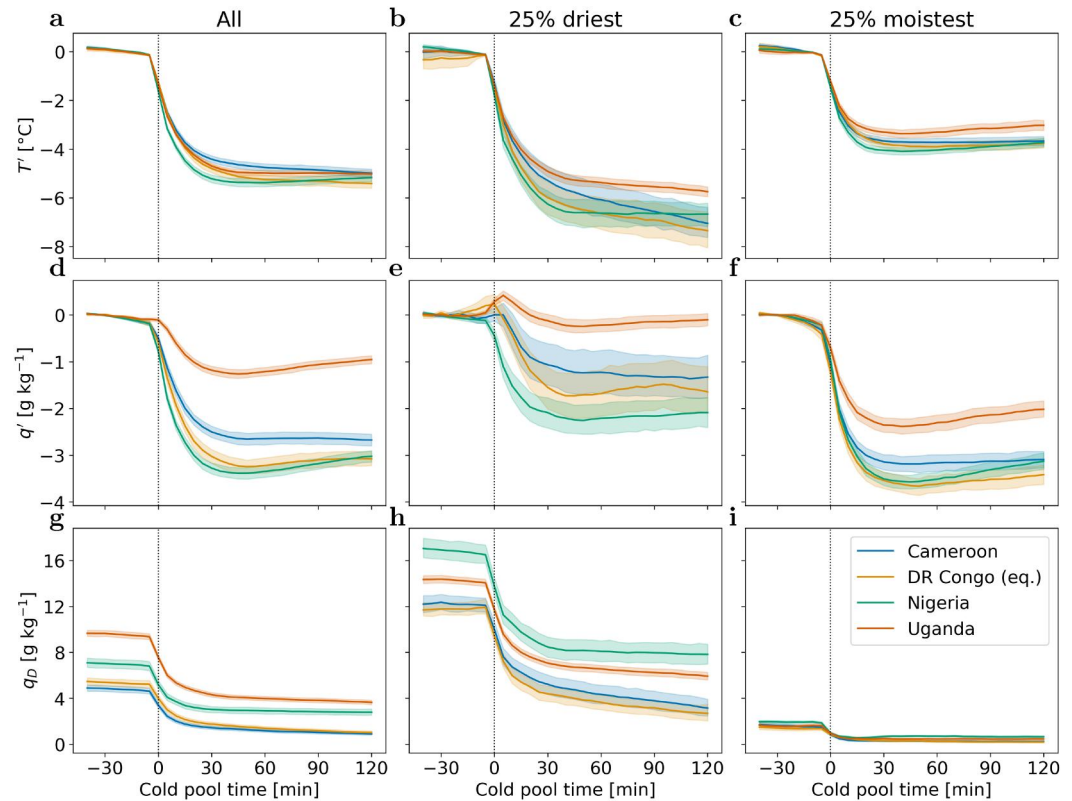 a All b 25% driest c 25% moistest
0
−2
−4
−6
−8
T′ [°C]
d e f
0
−1
−2
−3
−4
q′ [g kg⁻¹]
g h i
16
12
8
4
0
q_D [g kg⁻¹]
Cameroon
DR Congo (eq.)
Nigeria
Uganda
−30 0 30 60 90 120 −30 0 30 60 90 120 −30 0 30 60 90 120
Cold pool time [min] Cold pool time [min] Cold pool time [min]